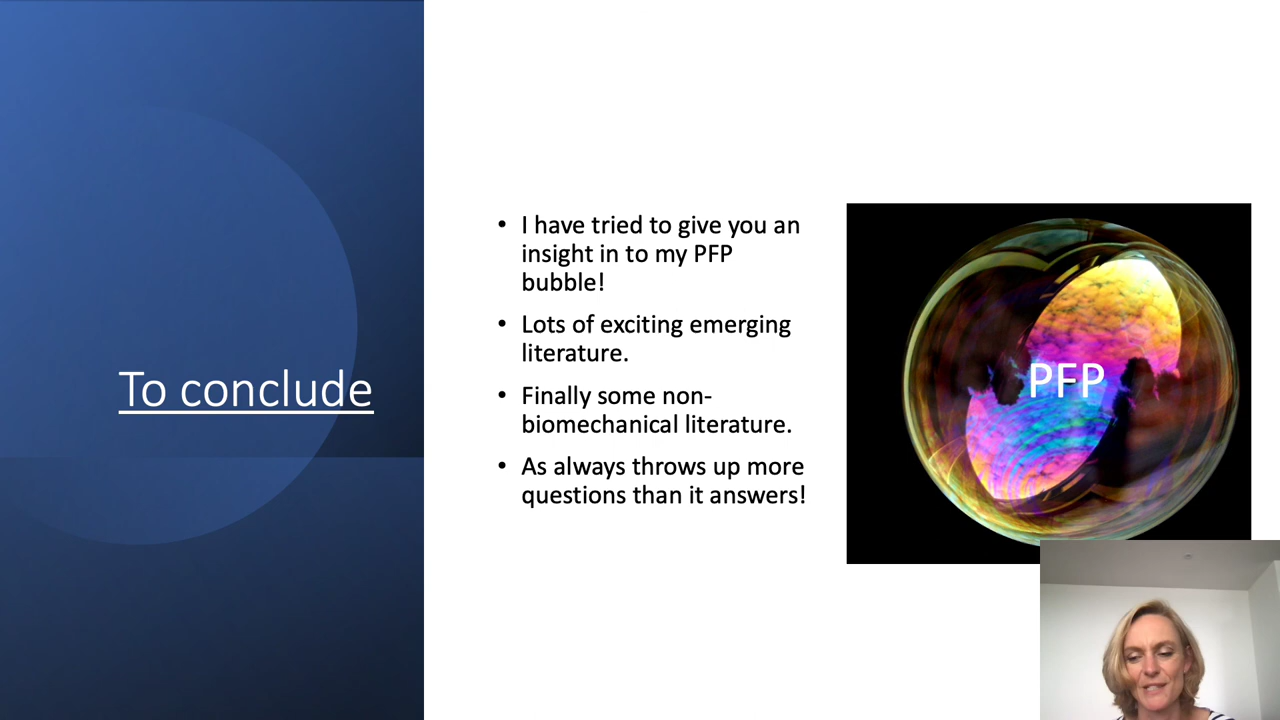 To conclude
• I have tried to give you an
insight in to my PFP
bubble!
• Lots of exciting emerging
literature.
• Finally some non-
biomechanical literature.
• As always throws up more
questions than it answers!
PFP